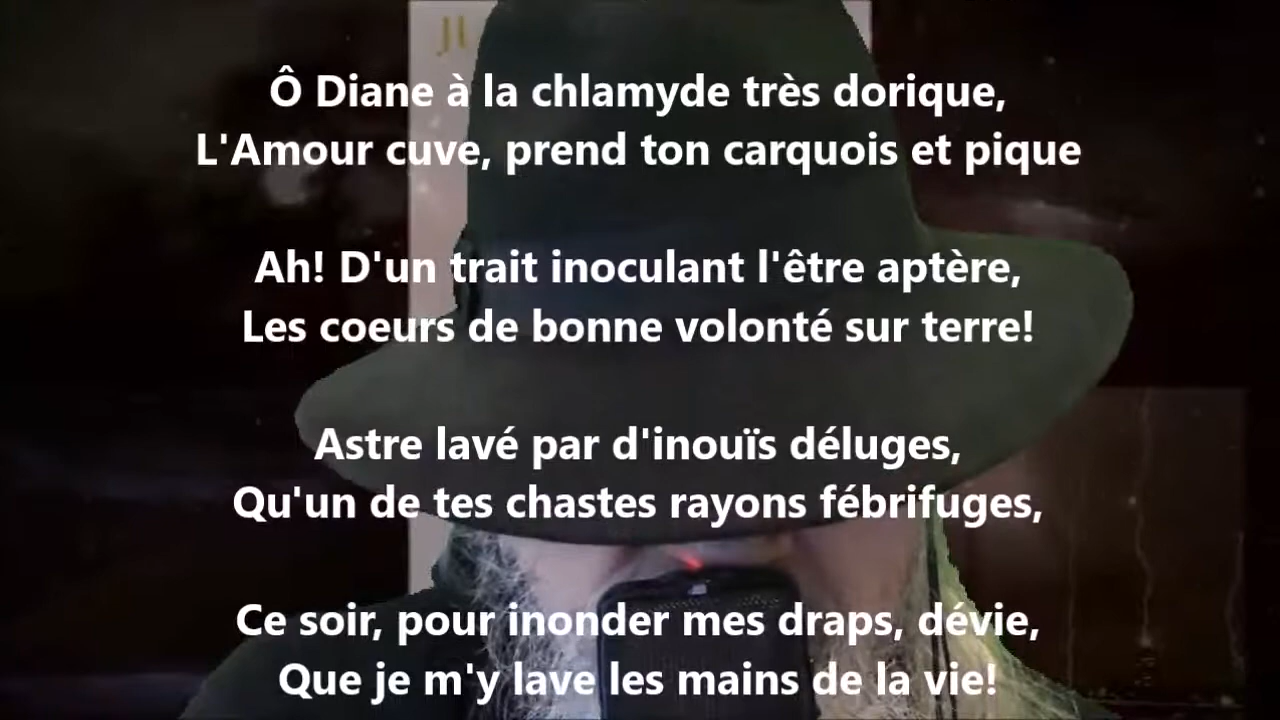 Ô Diane à la chlamyde très dorique,
L'Amour cuve, prend ton carquois et pique
Ah! D'un trait inoculant l'être aptère,
Les coeurs de bonne volonté sur terre!
Astre lavé par d'inouïs déluges,
Qu'un de tes chastes rayons fébrifuges,
Ce soir, pour inonder mes draps, dévie,
Que je m'y lave les mains de la vie!